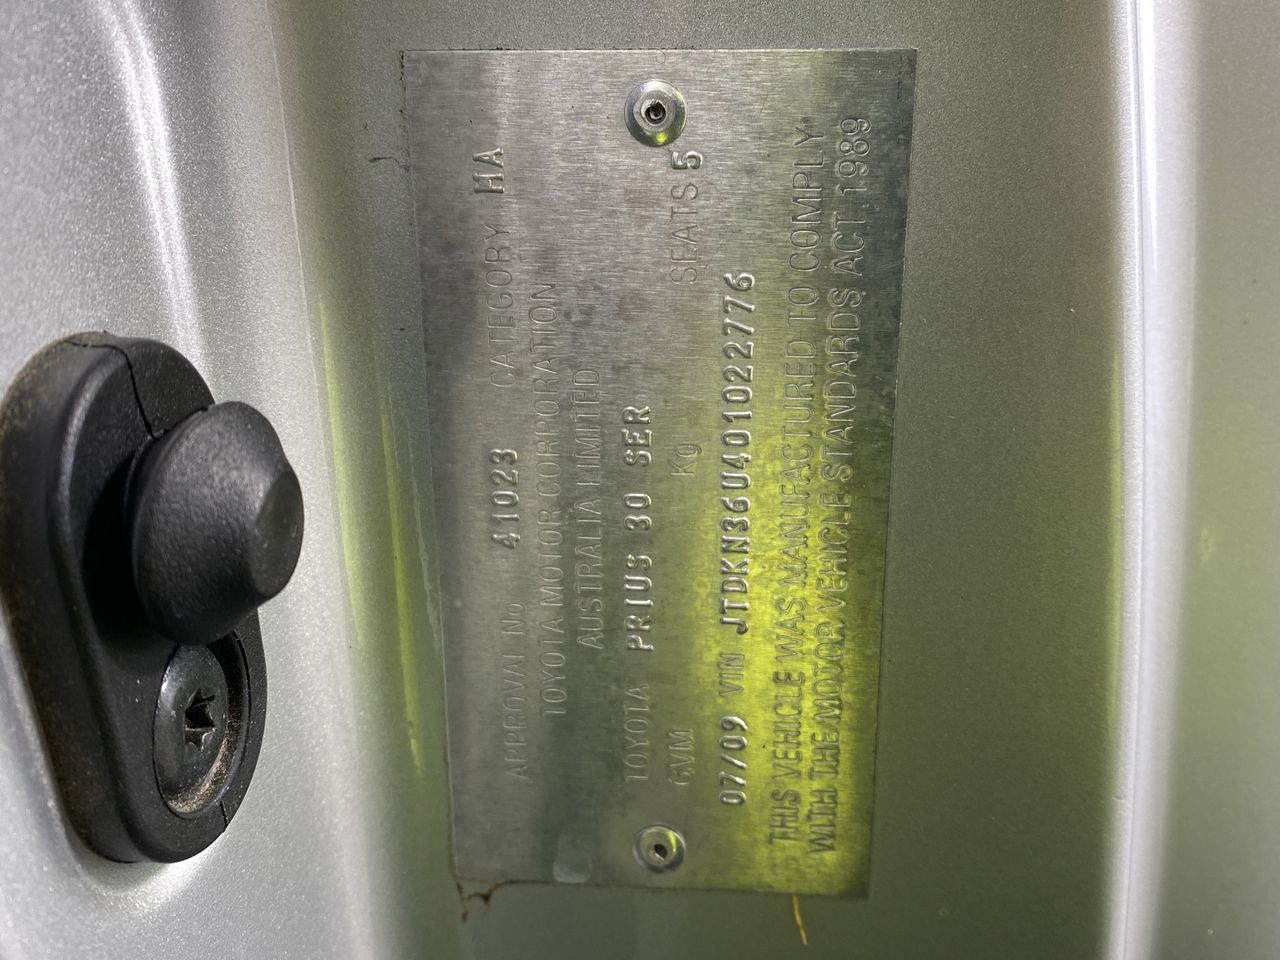 APPROVAL No 41023 CATEGORY MA
TOYOTA MOTOR CORPORATION
AUSTRALIA LIMITED
TOYOTA PRIUS 30 SER
GVM Kg SEATS 5
07/09 VIN JTDKN36U401022776
THIS VEHICLE WAS MANUFACTURED TO COMPLY
WITH THE MOTOR VEHICLE STANDARDS ACT 1989